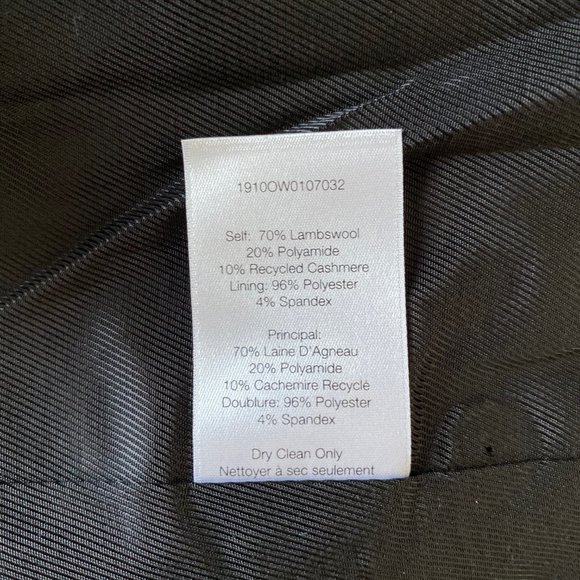 1910OW0107032
Self: 70% Lambswool
20% Polyamide
10% Recycled Cashmere
Lining: 96% Polyester
4% Spandex
Principal:
70% Laine D'Agneau
20% Polyamide
10% Cachemire Recyclé
Doublure: 96% Polyester
4% Spandex
Dry Clean Only
Nettoyer à sec seulement